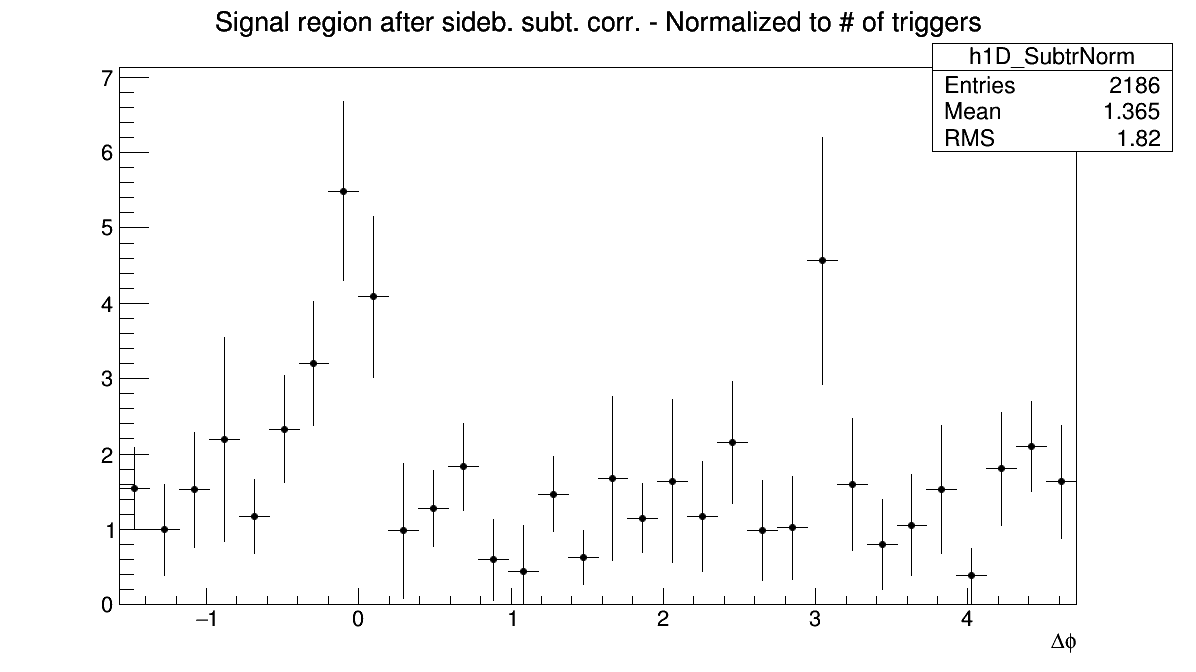 Signal region after sideb. subt. corr. - Normalized to # of triggers
h1D_SubtrNorm
Entries 2186
Mean 1.365
RMS 1.82
7
6
5
4
3
2
1
0
−1 0 1 2 3 4
Δϕ